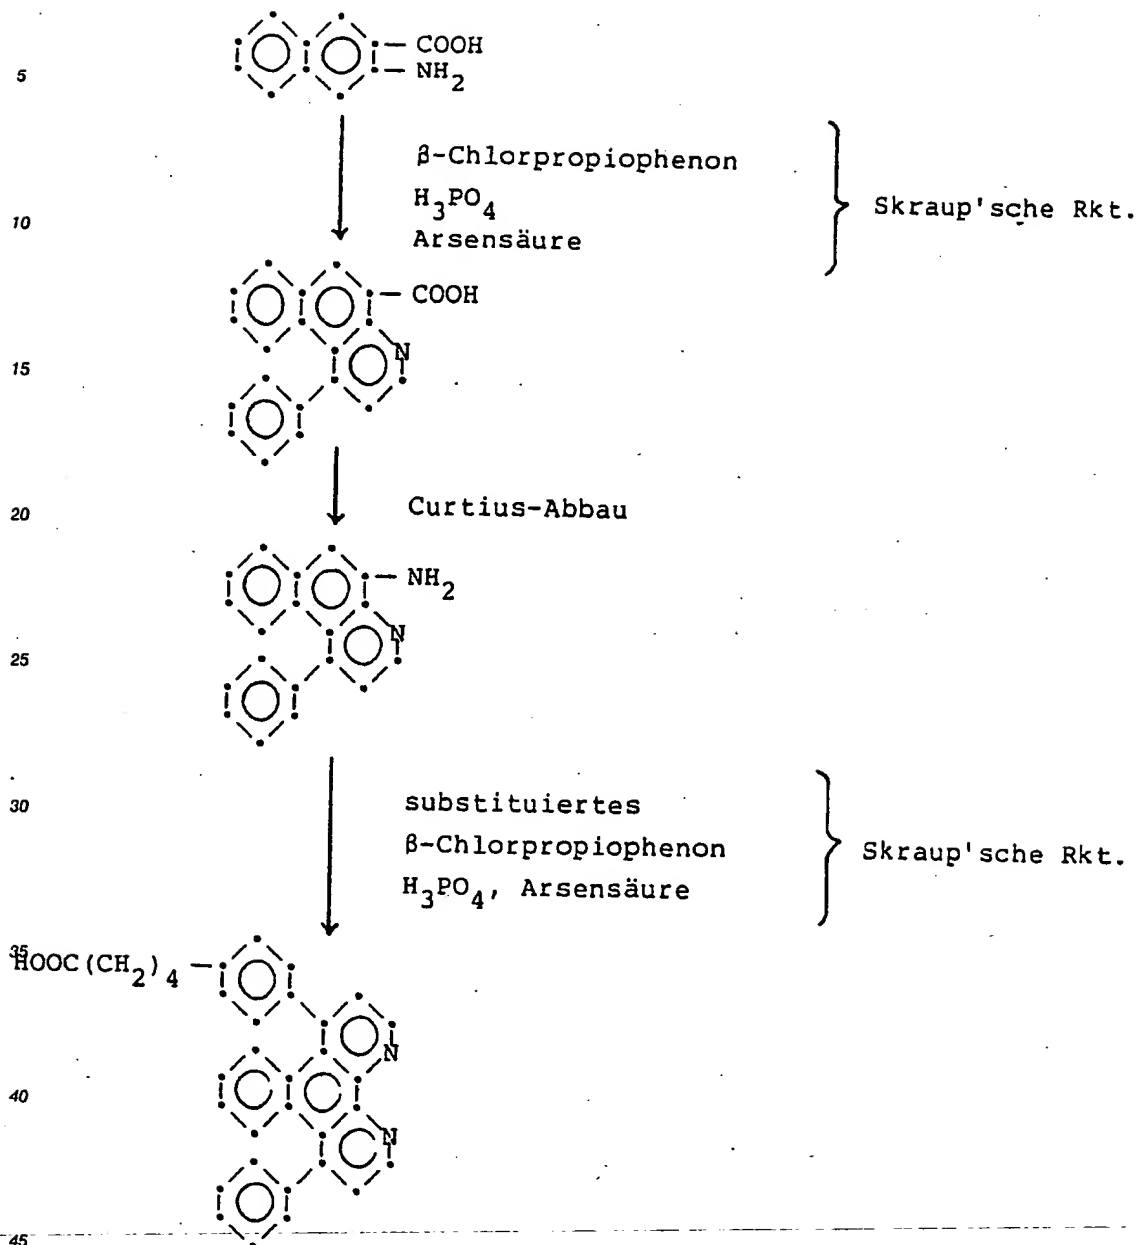 COOH
5
NH2
β-Chlorpropiophenon
H3PO4
Skraup'sche Rkt.
10
Arsensäure
COOH
15
N
20
Curtius-Abbau
NH2
25
N
30
substituiertes
β-Chlorpropiophenon
Skraup'sche Rkt.
H3PO4, Arsensäure
35
HOOC(CH2)4
N
40
N
45